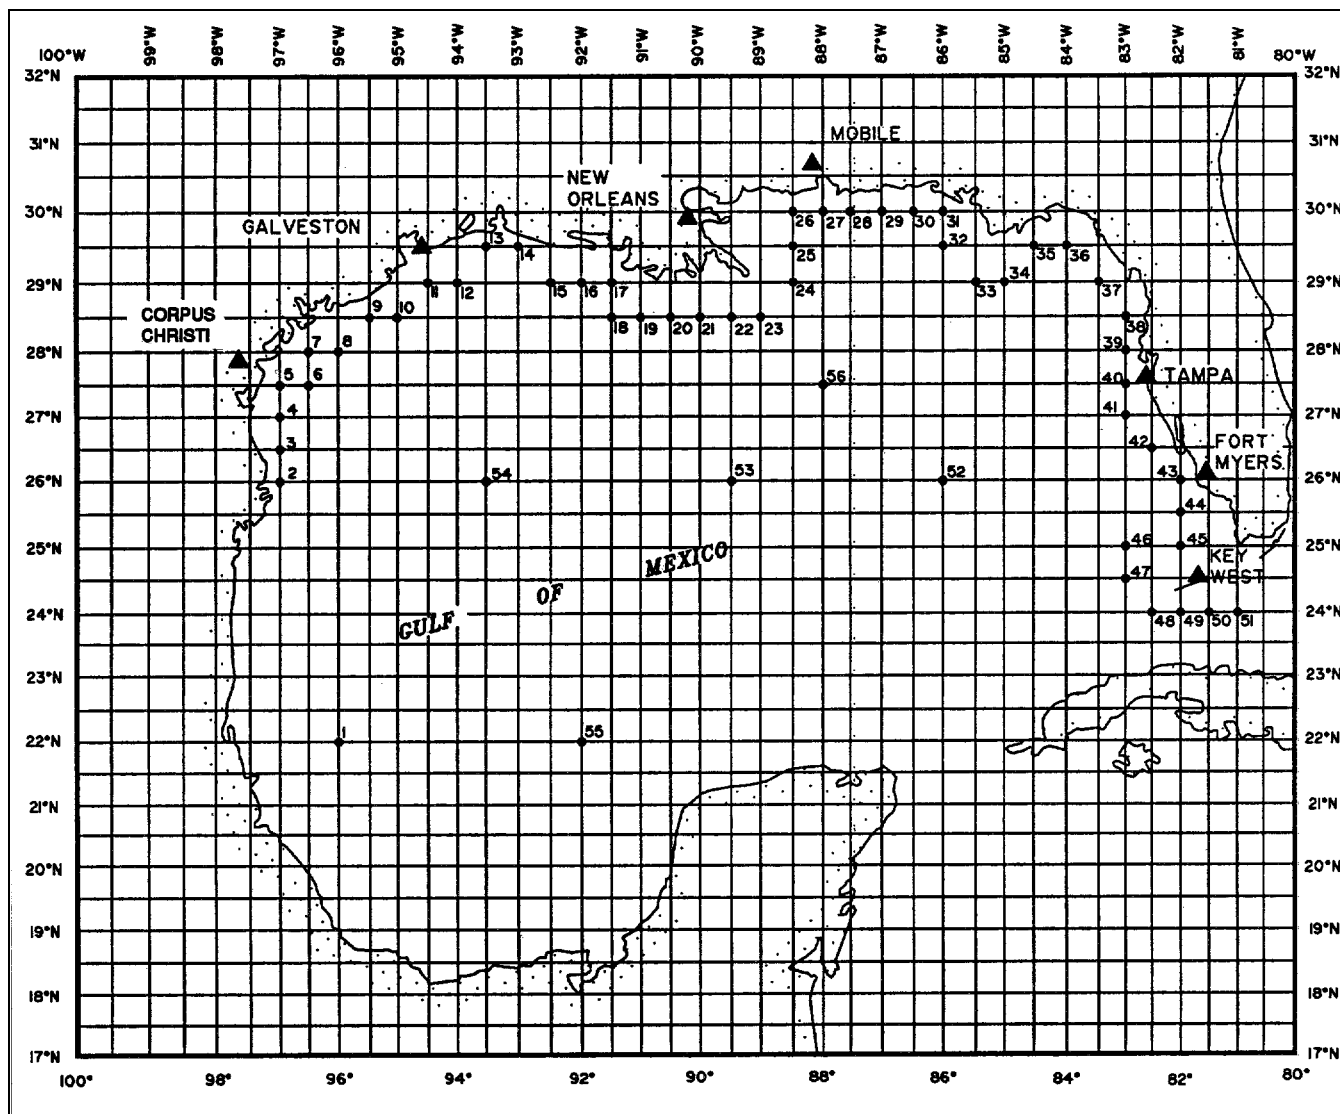 99°W 98°W 97°W 96°W 95°W 94°W 93°W 92°W 91°W 90°W 89°W 88°W 86°W 85°W 84°W 83°W 82°W 81°W
100°W 80°W
32°N 32°N
MOBILE
31°N 31°N
NEW
ORLEANS
30°N 26 27 28 29 30 31 30°N
GALVESTON
13 14 25 32 35 36
29°N 11 12 15 16 17 24 33 34 37 29°N
CORPUS
CHRISTI
9 10 18 19 20 21 22 23 38
28°N 7 8 39 28°N
5 6 56 40 TAMPA
27°N 4 41 27°N
3 42 FORT
MYERS
26°N 2 54 53 52 43 26°N
44
25°N 46 45 25°N
GULF OF MEXICO
47 KEY
WEST
24°N 48 49 50 51 24°N
23°N 23°N
22°N 1 55 22°N
21°N 21°N
20°N 20°N
19°N 19°N
18°N 18°N
17°N 17°N
100° 98° 96° 94° 92° 90° 88° 86° 82° 80°